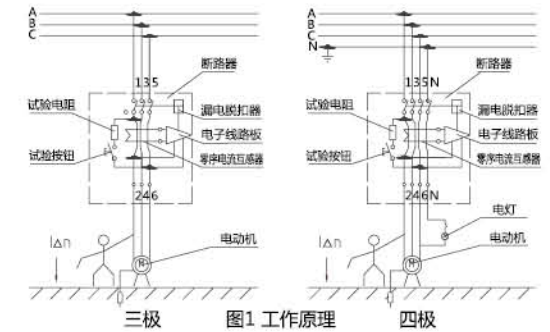 A
B
C
断路器
135
试验电阻
漏电脱扣器
电子线路板
试验按钮
零序电流互感器
246
I△n
电动机
M
三极
A
B
C
N
断路器
135N
试验电阻
漏电脱扣器
电子线路板
试验按钮
零序电流互感器
246N
电灯
I△n
电动机
M
四极
图1 工作原理